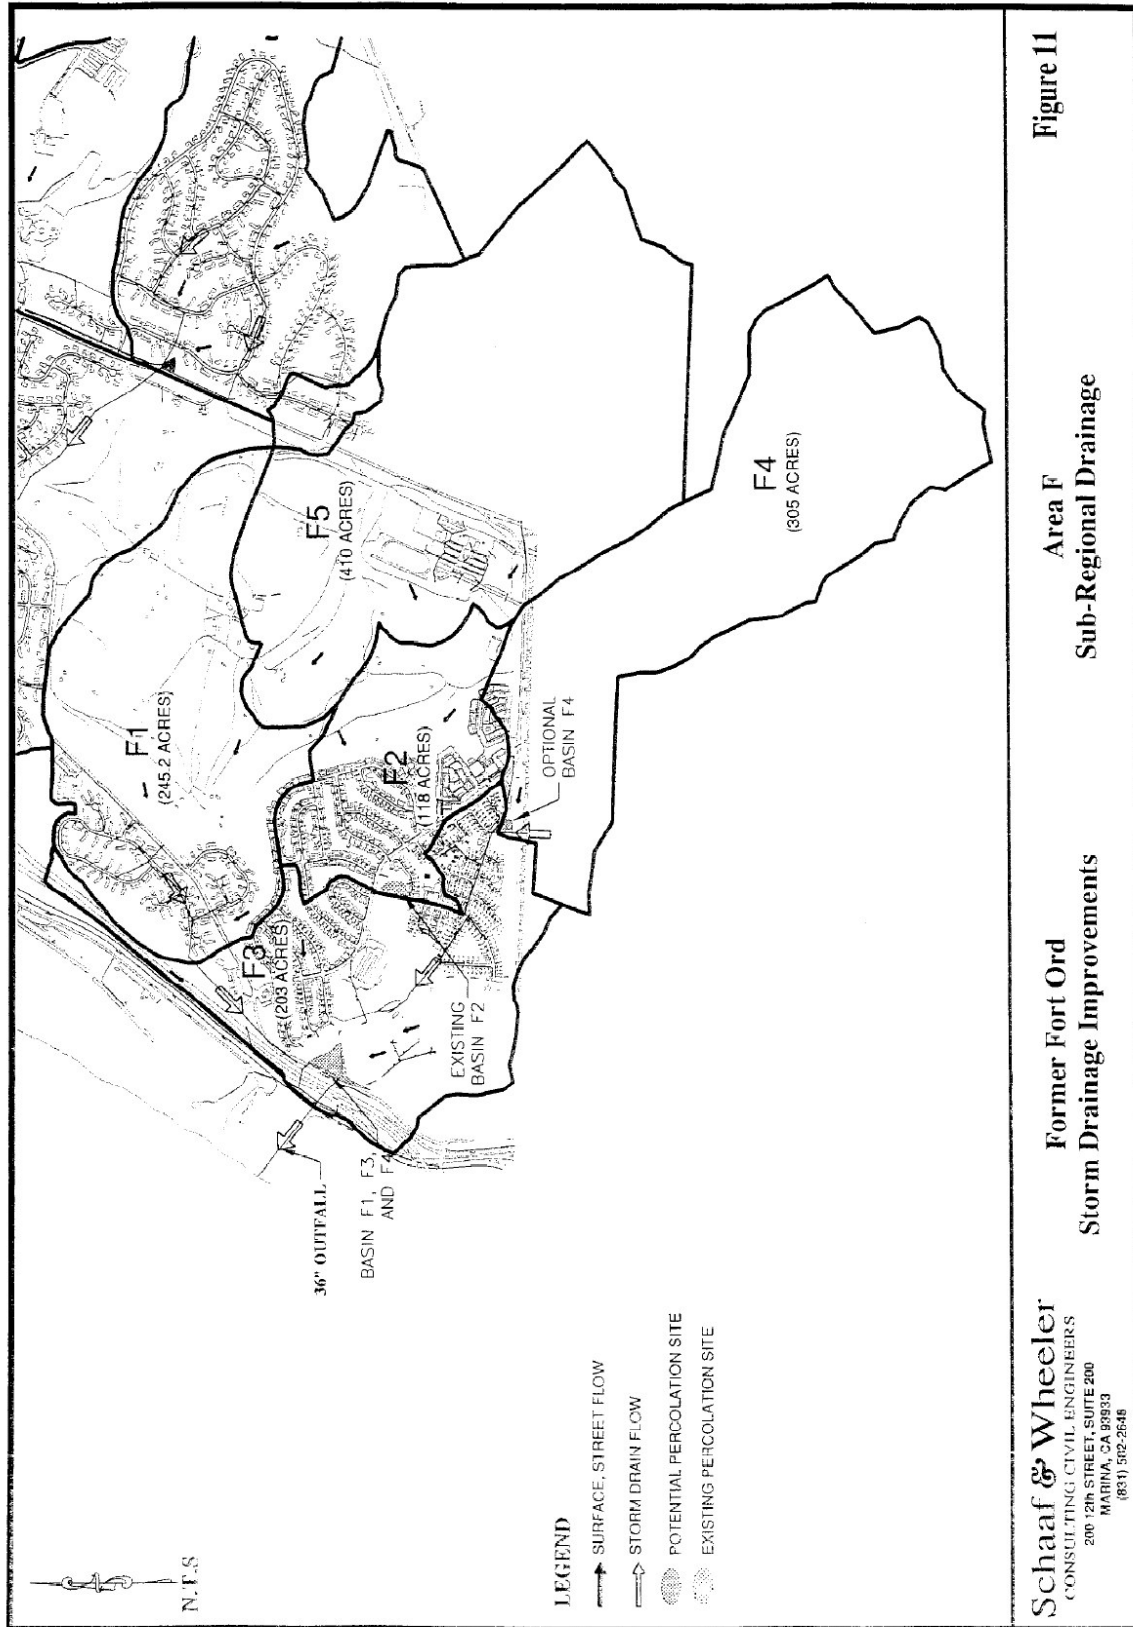 N.T.S
LEGEND
SURFACE, STREET FLOW
STORM DRAIN FLOW
POTENTIAL PERCOLATION SITE
EXISTING PERCOLATION SITE
36" OUTFALL
BASIN F1, F3,
AND F4
EXISTING
BASIN F2
OPTIONAL
BASIN F4
F1
(245.2 ACRES)
F2
(118 ACRES)
F3
(203 ACRES)
F4
(305 ACRES)
F5
(410 ACRES)
Schaaf & Wheeler
CONSULTING CIVIL ENGINEERS
200 12th STREET, SUITE 200
MARINA, CA 93933
(831) 582-2848
Former Fort Ord
Storm Drainage Improvements
Area F
Sub-Regional Drainage
Figure 11